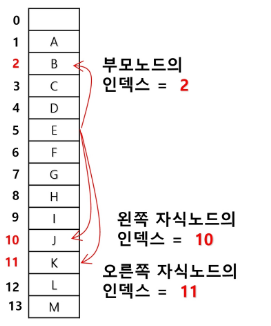 0
1 A
2 B
3 C
4 D
5 E
6 F
7 G
8 H
9 I
10 J
11 K
12 L
13 M
부모노드의
인덱스 = 2
왼쪽 자식노드의
인덱스 = 10
오른쪽 자식노드의
인덱스 = 11